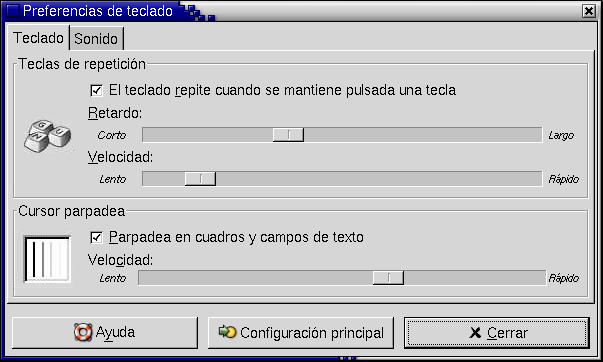 Preferencias de teclado
Teclado Sonido
Teclas de repetición
El teclado repite cuando se mantiene pulsada una tecla
Retardo:
Corto Largo
Velocidad:
Lento Rápido
Cursor parpadea
Parpadea en cuadros y campos de texto
Velocidad:
Lento Rápido
Ayuda Configuración principal Cerrar